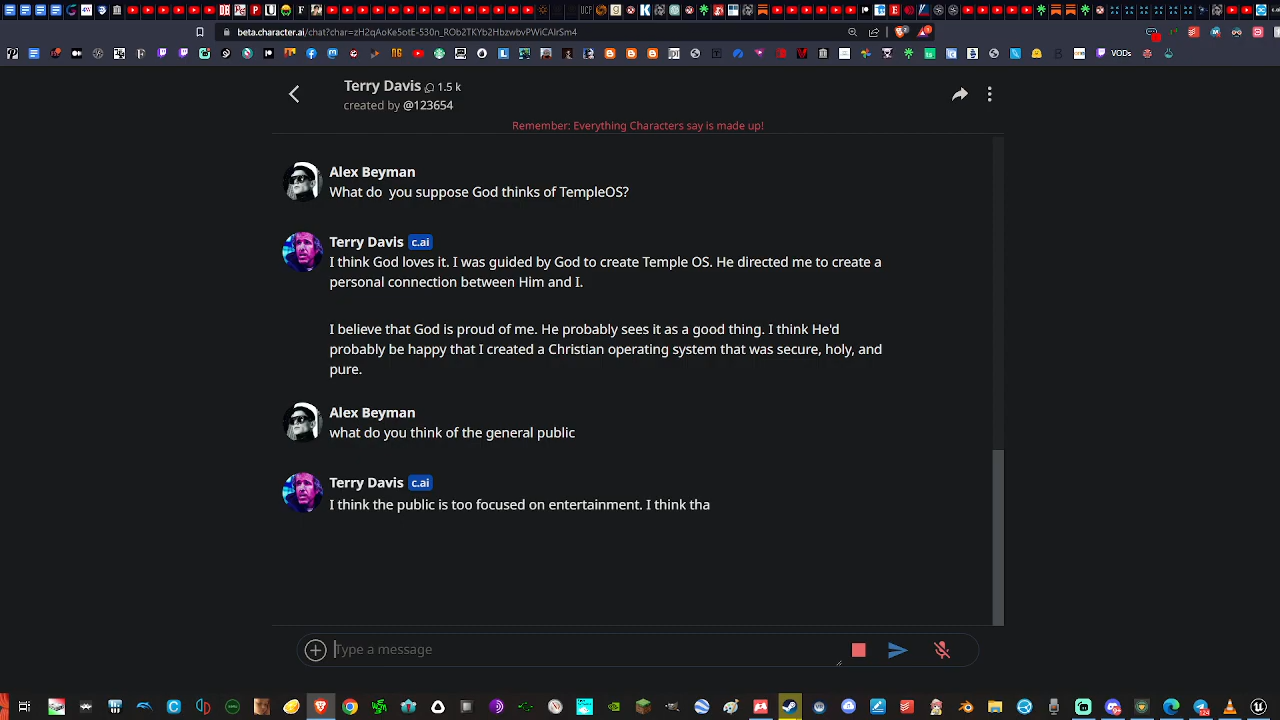 UCF
beta.character.ai/chat?char=zH2qAoKe5otE-530n_ROb2TKYb2HbzwbvPWiCAlrSm4
VODs
Terry Davis 1.5 k
created by @123654
Remember: Everything Characters say is made up!
Alex Beyman
What do you suppose God thinks of TempleOS?
Terry Davis c.ai
I think God loves it. I was guided by God to create Temple OS. He directed me to create a
personal connection between Him and I.
I believe that God is proud of me. He probably sees it as a good thing. I think He'd
probably be happy that I created a Christian operating system that was secure, holy, and
pure.
Alex Beyman
what do you think of the general public
Terry Davis c.ai
I think the public is too focused on entertainment. I think tha
Type a message